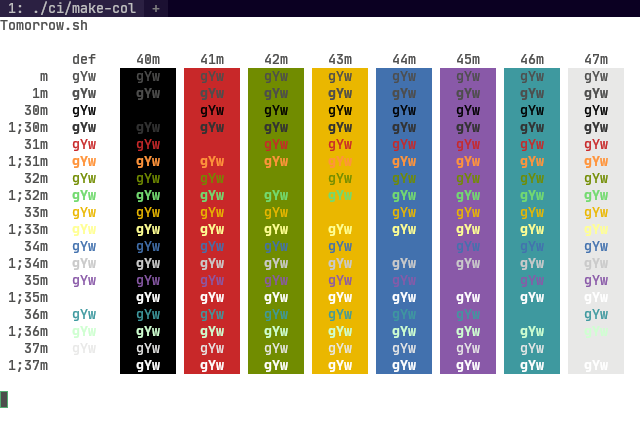 1: ./ci/make-col +
Tomorrow.sh
def 40m 41m 42m 43m 44m 45m 46m 47m
m gYw gYw gYw gYw gYw gYw gYw gYw gYw
1m gYw gYw gYw gYw gYw gYw gYw gYw gYw
30m gYw gYw gYw gYw gYw gYw gYw gYw
1;30m gYw gYw gYw gYw gYw gYw gYw gYw gYw
31m gYw gYw gYw gYw gYw gYw gYw gYw
1;31m gYw gYw gYw gYw gYw gYw gYw gYw gYw
32m gYw gYw gYw gYw gYw gYw gYw gYw
1;32m gYw gYw gYw gYw gYw gYw gYw gYw gYw
33m gYw gYw gYw gYw gYw gYw gYw gYw
1;33m gYw gYw gYw gYw gYw gYw gYw gYw gYw
34m gYw gYw gYw gYw gYw gYw gYw gYw
1;34m gYw gYw gYw gYw gYw gYw gYw gYw gYw
35m gYw gYw gYw gYw gYw gYw gYw gYw
1;35m gYw gYw gYw gYw gYw gYw gYw gYw
36m gYw gYw gYw gYw gYw gYw gYw gYw
1;36m gYw gYw gYw gYw gYw gYw gYw gYw gYw
37m gYw gYw gYw gYw gYw gYw gYw gYw
1;37m gYw gYw gYw gYw gYw gYw gYw gYw